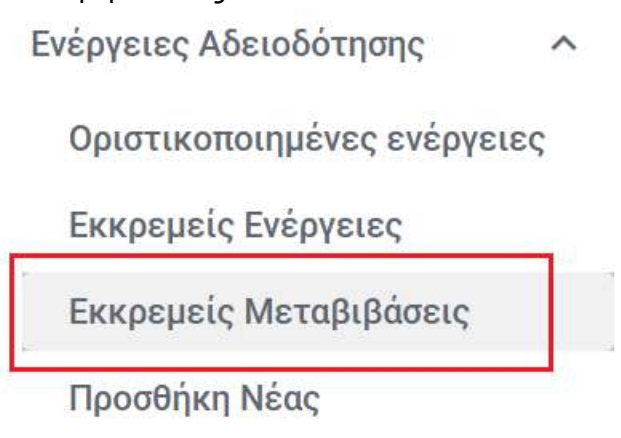 Ενέργειες Αδειοδότησης
Οριστικοποιημένες ενέργειες
Εκκρεμείς Ενέργειες
Εκκρεμείς Μεταβιβάσεις
Προσθήκη Νέας